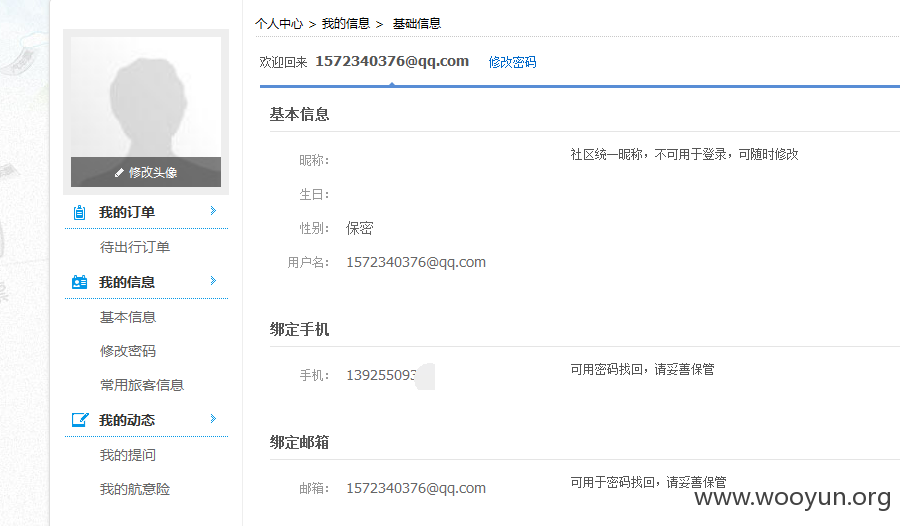 个人中心 > 我的信息 > 基础信息
欢迎回来 1572340376@qq.com 修改密码
修改头像
我的订单
待出行订单
我的信息
基本信息
修改密码
常用旅客信息
我的动态
我的提问
我的航意险
基本信息
昵称: 社区统一昵称，不可用于登录，可随时修改
生日:
性别: 保密
用户名: 1572340376@qq.com
绑定手机
手机: 139255093 可用密码找回，请妥善保管
绑定邮箱
邮箱: 1572340376@qq.com 可用于密码找回，请妥善保管
www.wooyun.org